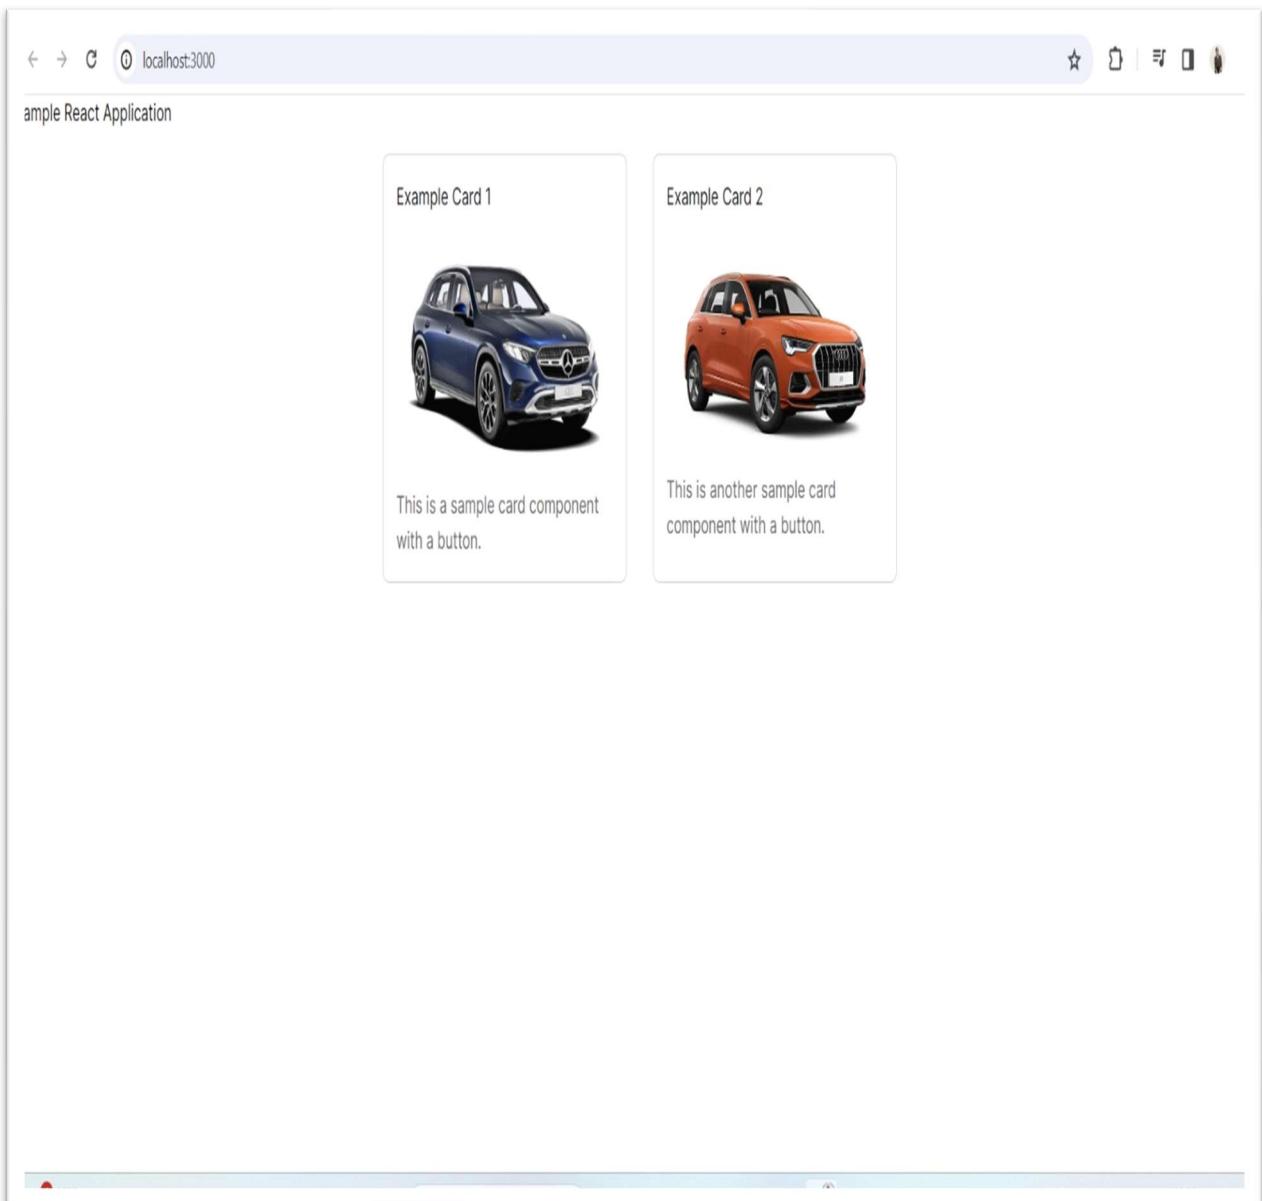 localhost:3000
ample React Application
Example Card 1
Example Card 2
This is a sample card component
with a button.
This is another sample card
component with a button.